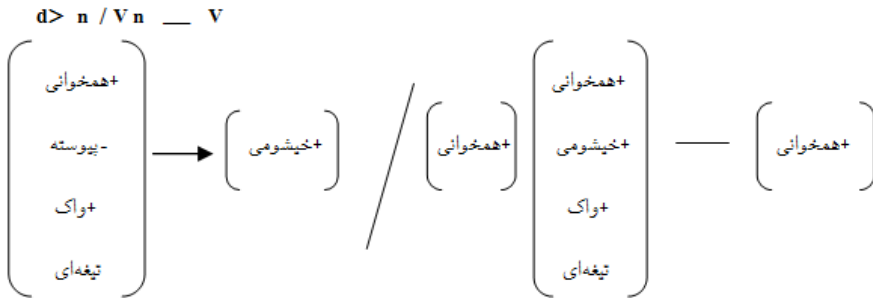 d> n / V n __ V
+همخوانی
-پیوسته
+واک
تیغه‌ای
+خیشومی
/
+همخوانی
+همخوانی
+خیشومی
+واک
تیغه‌ای
+همخوانی